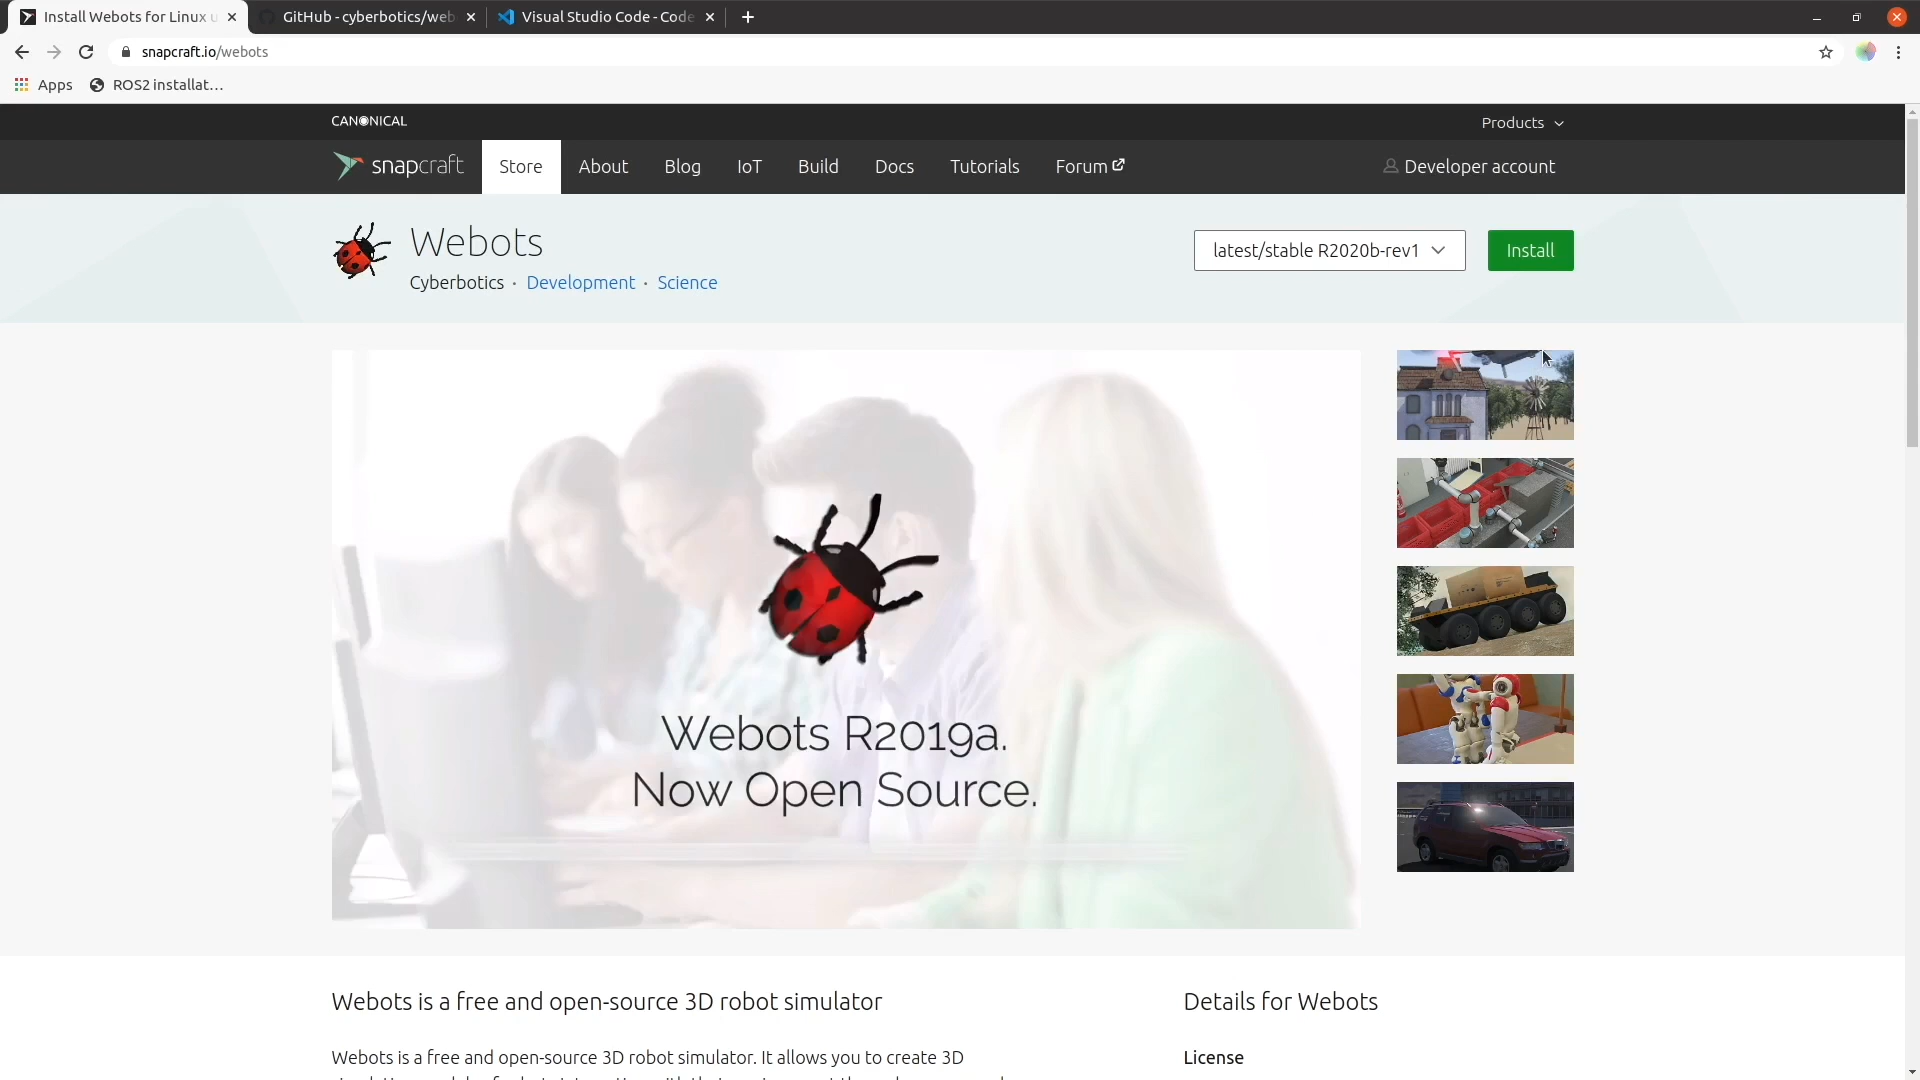 Install Webots for Linux u
GitHub - cyberbotics/web
Visual Studio Code - Code
snapcraft.io/webots
Apps
ROS2 installat...
CANONICAL
Products
snapcraft
Store
About
Blog
IoT
Build
Docs
Tutorials
Forum
Developer account
Webots
Cyberbotics · Development · Science
latest/stable R2020b-rev1
Install
Webots R2019a.
Now Open Source.
Webots is a free and open-source 3D robot simulator
Details for Webots
Webots is a free and open-source 3D robot simulator. It allows you to create 3D
License